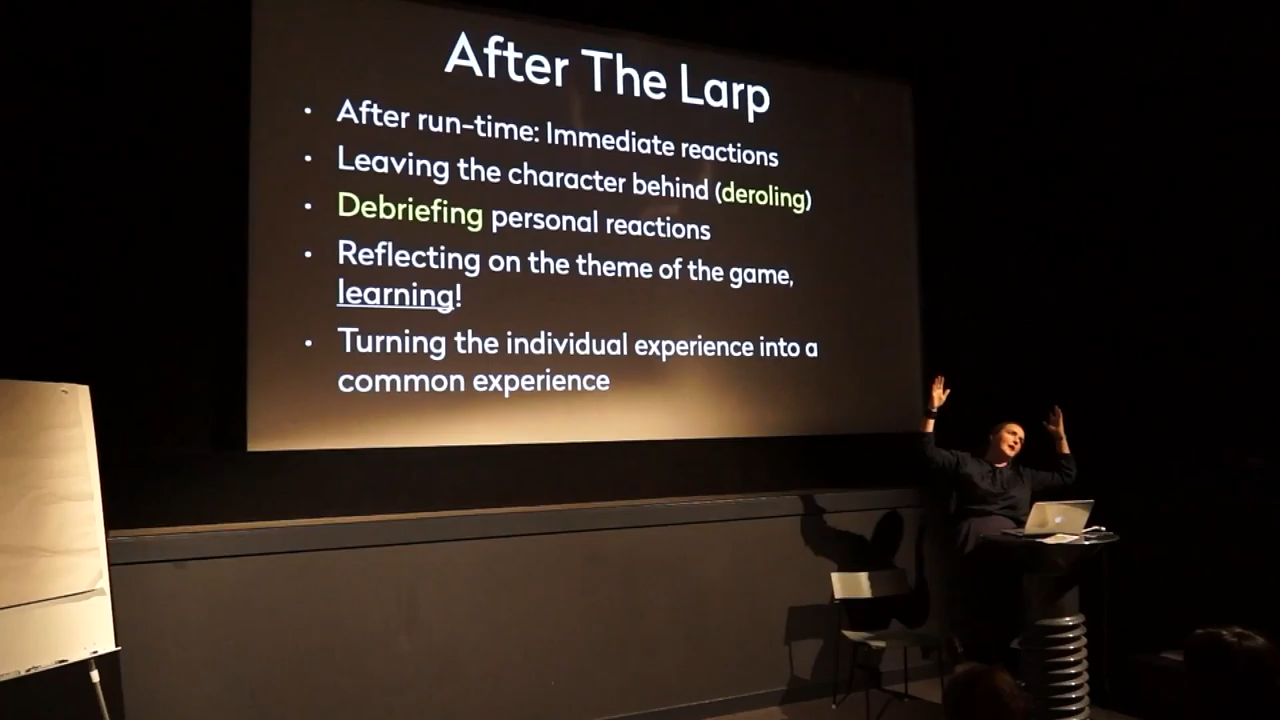 After The Larp
• After run-time: Immediate reactions
• Leaving the character behind (deroling)
• Debriefing personal reactions
• Reflecting on the theme of the game,
learning!
• Turning the individual experience into a
common experience